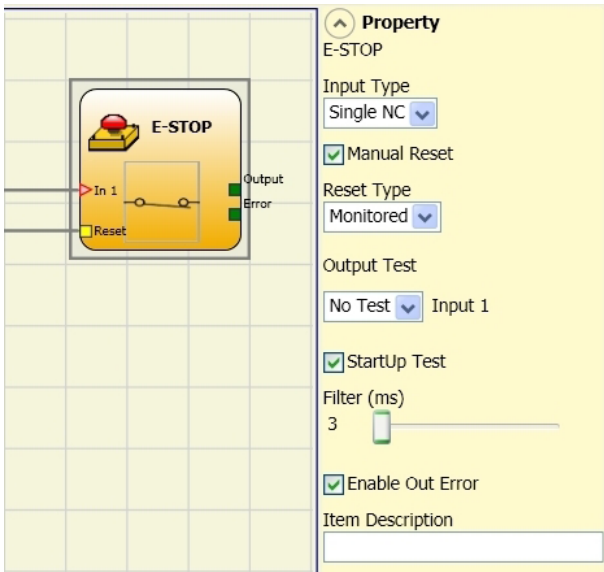 E-STOP
In 1
Output
Error
Reset
Property
E-STOP
Input Type
Single NC
Manual Reset
Reset Type
Monitored
Output Test
No Test Input 1
StartUp Test
Filter (ms)
3
Enable Out Error
Item Description